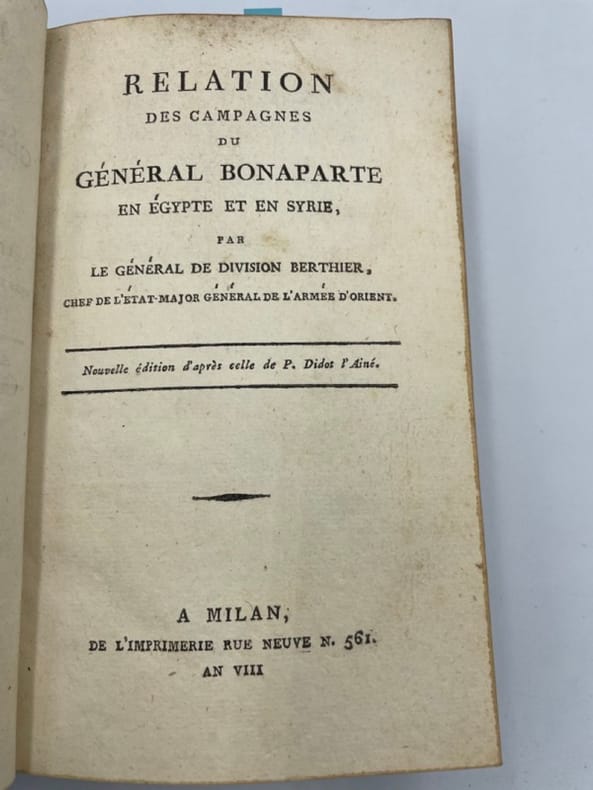 RELATION
DES CAMPAGNES
DU
GÉNÉRAL BONAPARTE
EN ÉGYPTE ET EN SYRIE,
PAR
LE GÉNÉRAL DE DIVISION BERTHIER,
CHEF DE L'ÉTAT-MAJOR GÉNÉRAL DE L'ARMÉE D'ORIENT.
Nouvelle édition d'après celle de P. Didot l'Ainé.
A MILAN,
DE L'IMPRIMERIE RUE NEUVE N. 561.
AN VIII